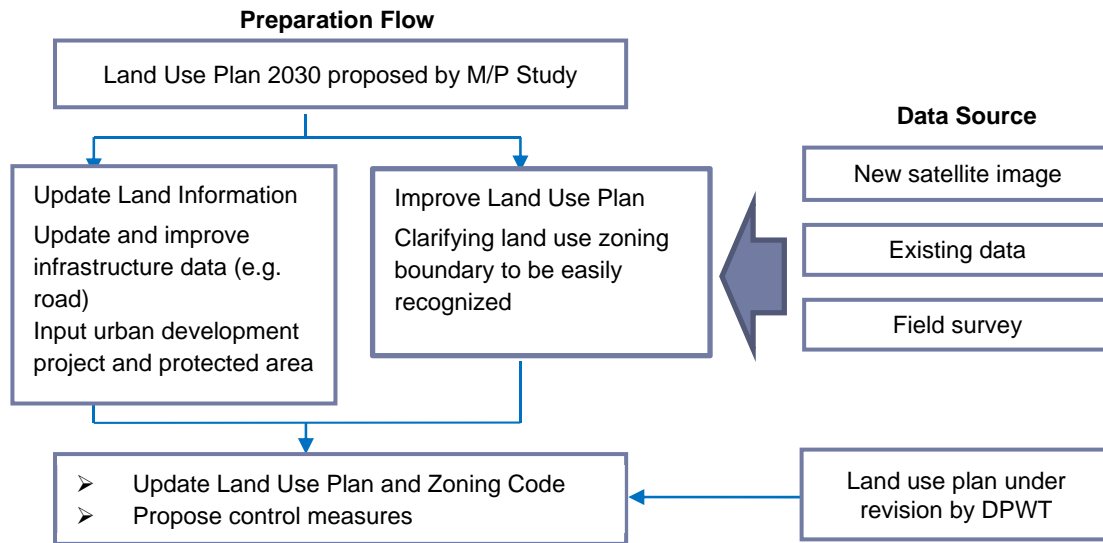 Preparation Flow
Land Use Plan 2030 proposed by M/P Study
Update Land Information
Update and improve
infrastructure data (e.g.
road)
Input urban development
project and protected area
Improve Land Use Plan
Clarifying land use zoning
boundary to be easily
recognized
Data Source
New satellite image
Existing data
Field survey
➢ Update Land Use Plan and Zoning Code
➢ Propose control measures
Land use plan under
revision by DPWT